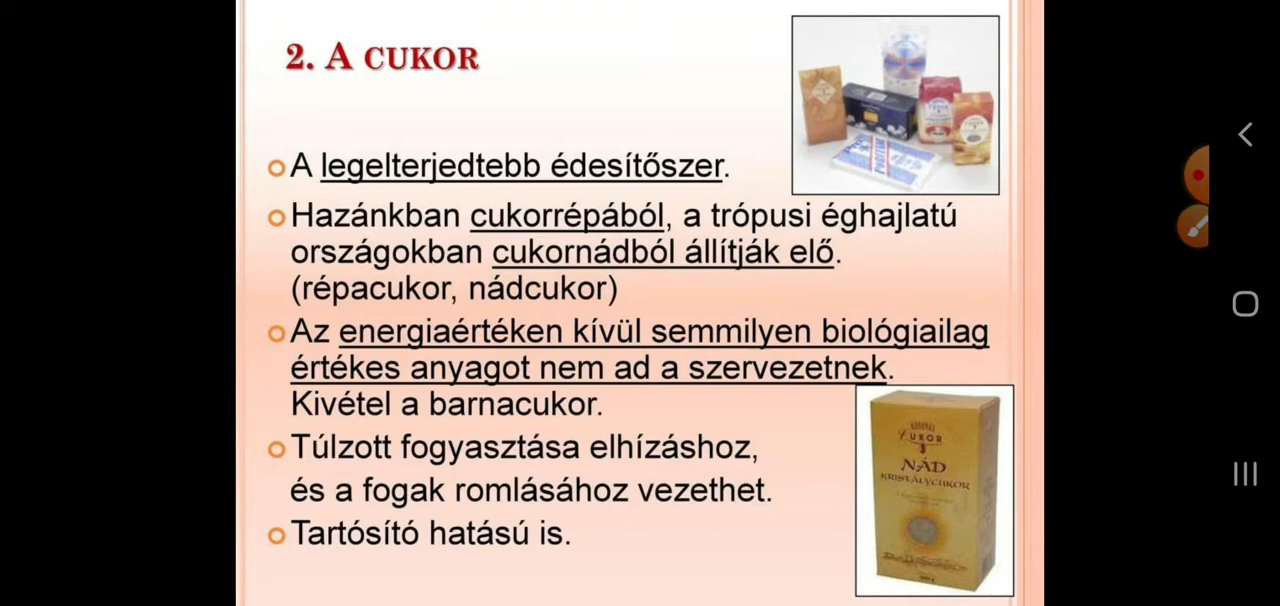 2. A CUKOR
A legelterjedtebb édesítőszer.
Hazánkban cukorrépából, a trópusi éghajlatú
országokban cukornádból állítják elő.
(répacukor, nádcukor)
Az energiaértéken kívül semmilyen biológiailag
értékes anyagot nem ad a szervezetnek.
Kivétel a barnacukor.
Túlzott fogyasztása elhízáshoz,
és a fogak romlásához vezethet.
Tartósító hatású is.
CUKOR
NÁD
KRISTÁLYCUKOR